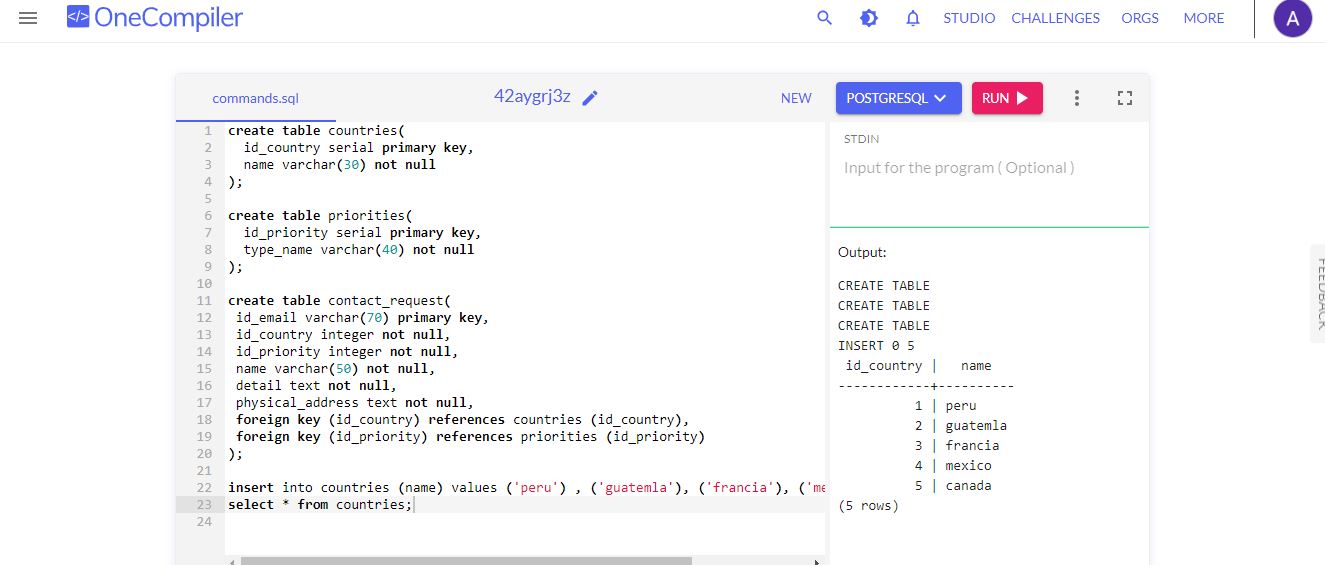 </> OneCompiler
STUDIO CHALLENGES ORGS MORE A
commands.sql 42aygrj3z NEW POSTGRESQL RUN
1 create table countries(
2 id_country serial primary key,
3 name varchar(30) not null
4 );
5
6 create table priorities(
7 id_priority serial primary key,
8 type_name varchar(40) not null
9 );
10
11 create table contact_request(
12 id_email varchar(70) primary key,
13 id_country integer not null,
14 id_priority integer not null,
15 name varchar(50) not null,
16 detail text not null,
17 physical_address text not null,
18 foreign key (id_country) references countries (id_country),
19 foreign key (id_priority) references priorities (id_priority)
20 );
21
22 insert into countries (name) values ('peru') , ('guatemla'), ('francia'), ('me
23 select * from countries;
24
STDIN
Input for the program ( Optional )
Output:
CREATE TABLE
CREATE TABLE
CREATE TABLE
INSERT 0 5
id_country | name
------------+----------
1 | peru
2 | guatemla
3 | francia
4 | mexico
5 | canada
(5 rows)
FEEDBACK